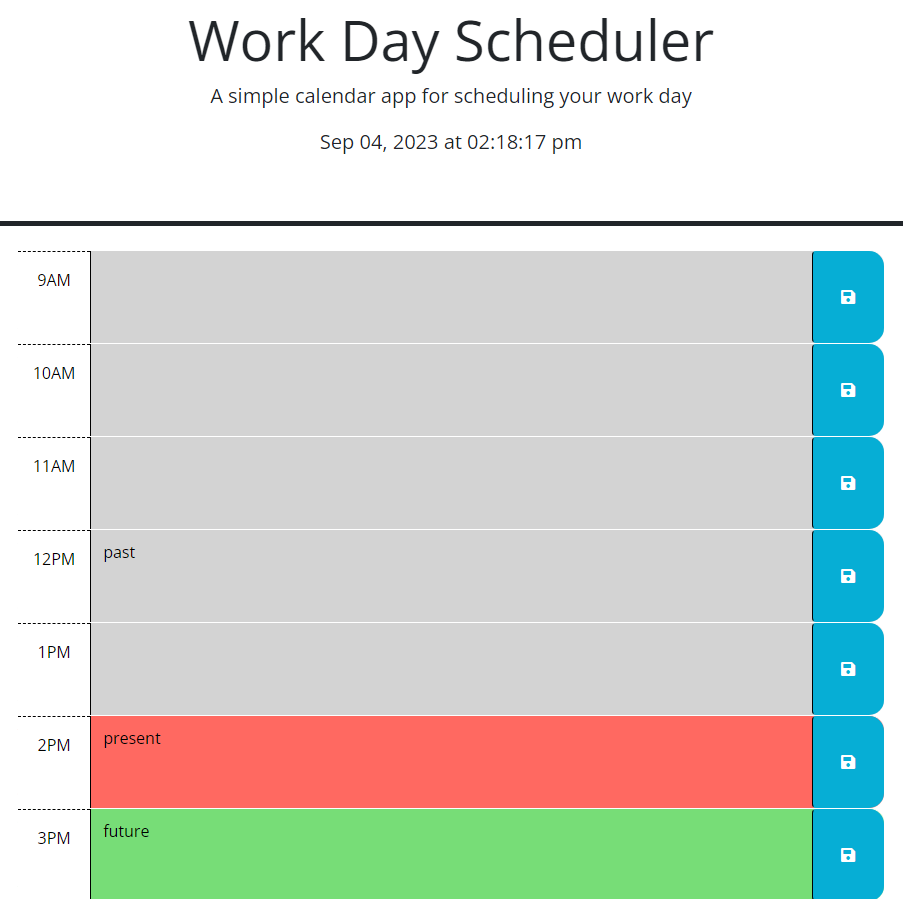 Work Day Scheduler
A simple calendar app for scheduling your work day
Sep 04, 2023 at 02:18:17 pm
9AM
10AM
11AM
12PM past
1PM
2PM present
3PM future